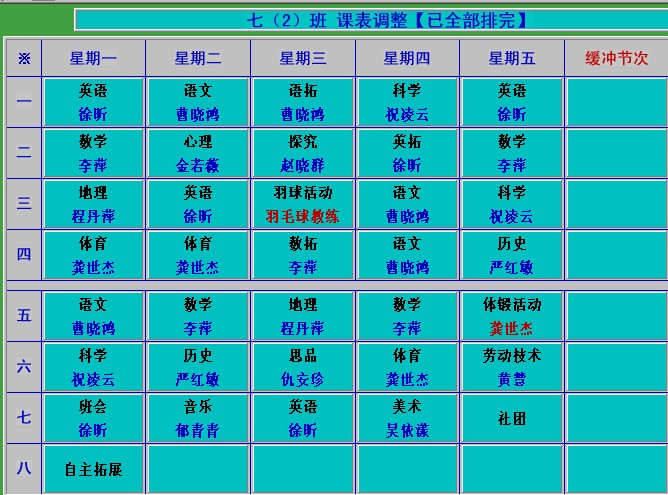 七（2）班 课表调整【已全部排完】
※ 星期一 星期二 星期三 星期四 星期五 缓冲节次
一 英语 语文 语拓 科学 英语
徐昕 曹晓鸿 曹晓鸿 祝凌云 徐昕
二 数学 心理 探究 英拓 数学
李萍 金若薇 赵晓群 徐昕 李萍
三 地理 英语 羽球活动 语文 科学
程丹萍 徐昕 羽毛球教练 曹晓鸿 祝凌云
四 体育 体育 数拓 语文 历史
龚世杰 龚世杰 李萍 曹晓鸿 严红敏
五 语文 数学 地理 数学 体锻活动
曹晓鸿 李萍 程丹萍 李萍 龚世杰
六 科学 历史 思品 体育 劳动技术
祝凌云 严红敏 仇安珍 龚世杰 黄慧
七 班会 音乐 英语 美术 社团
徐昕 郁青青 徐昕 吴依漾
八 自主拓展